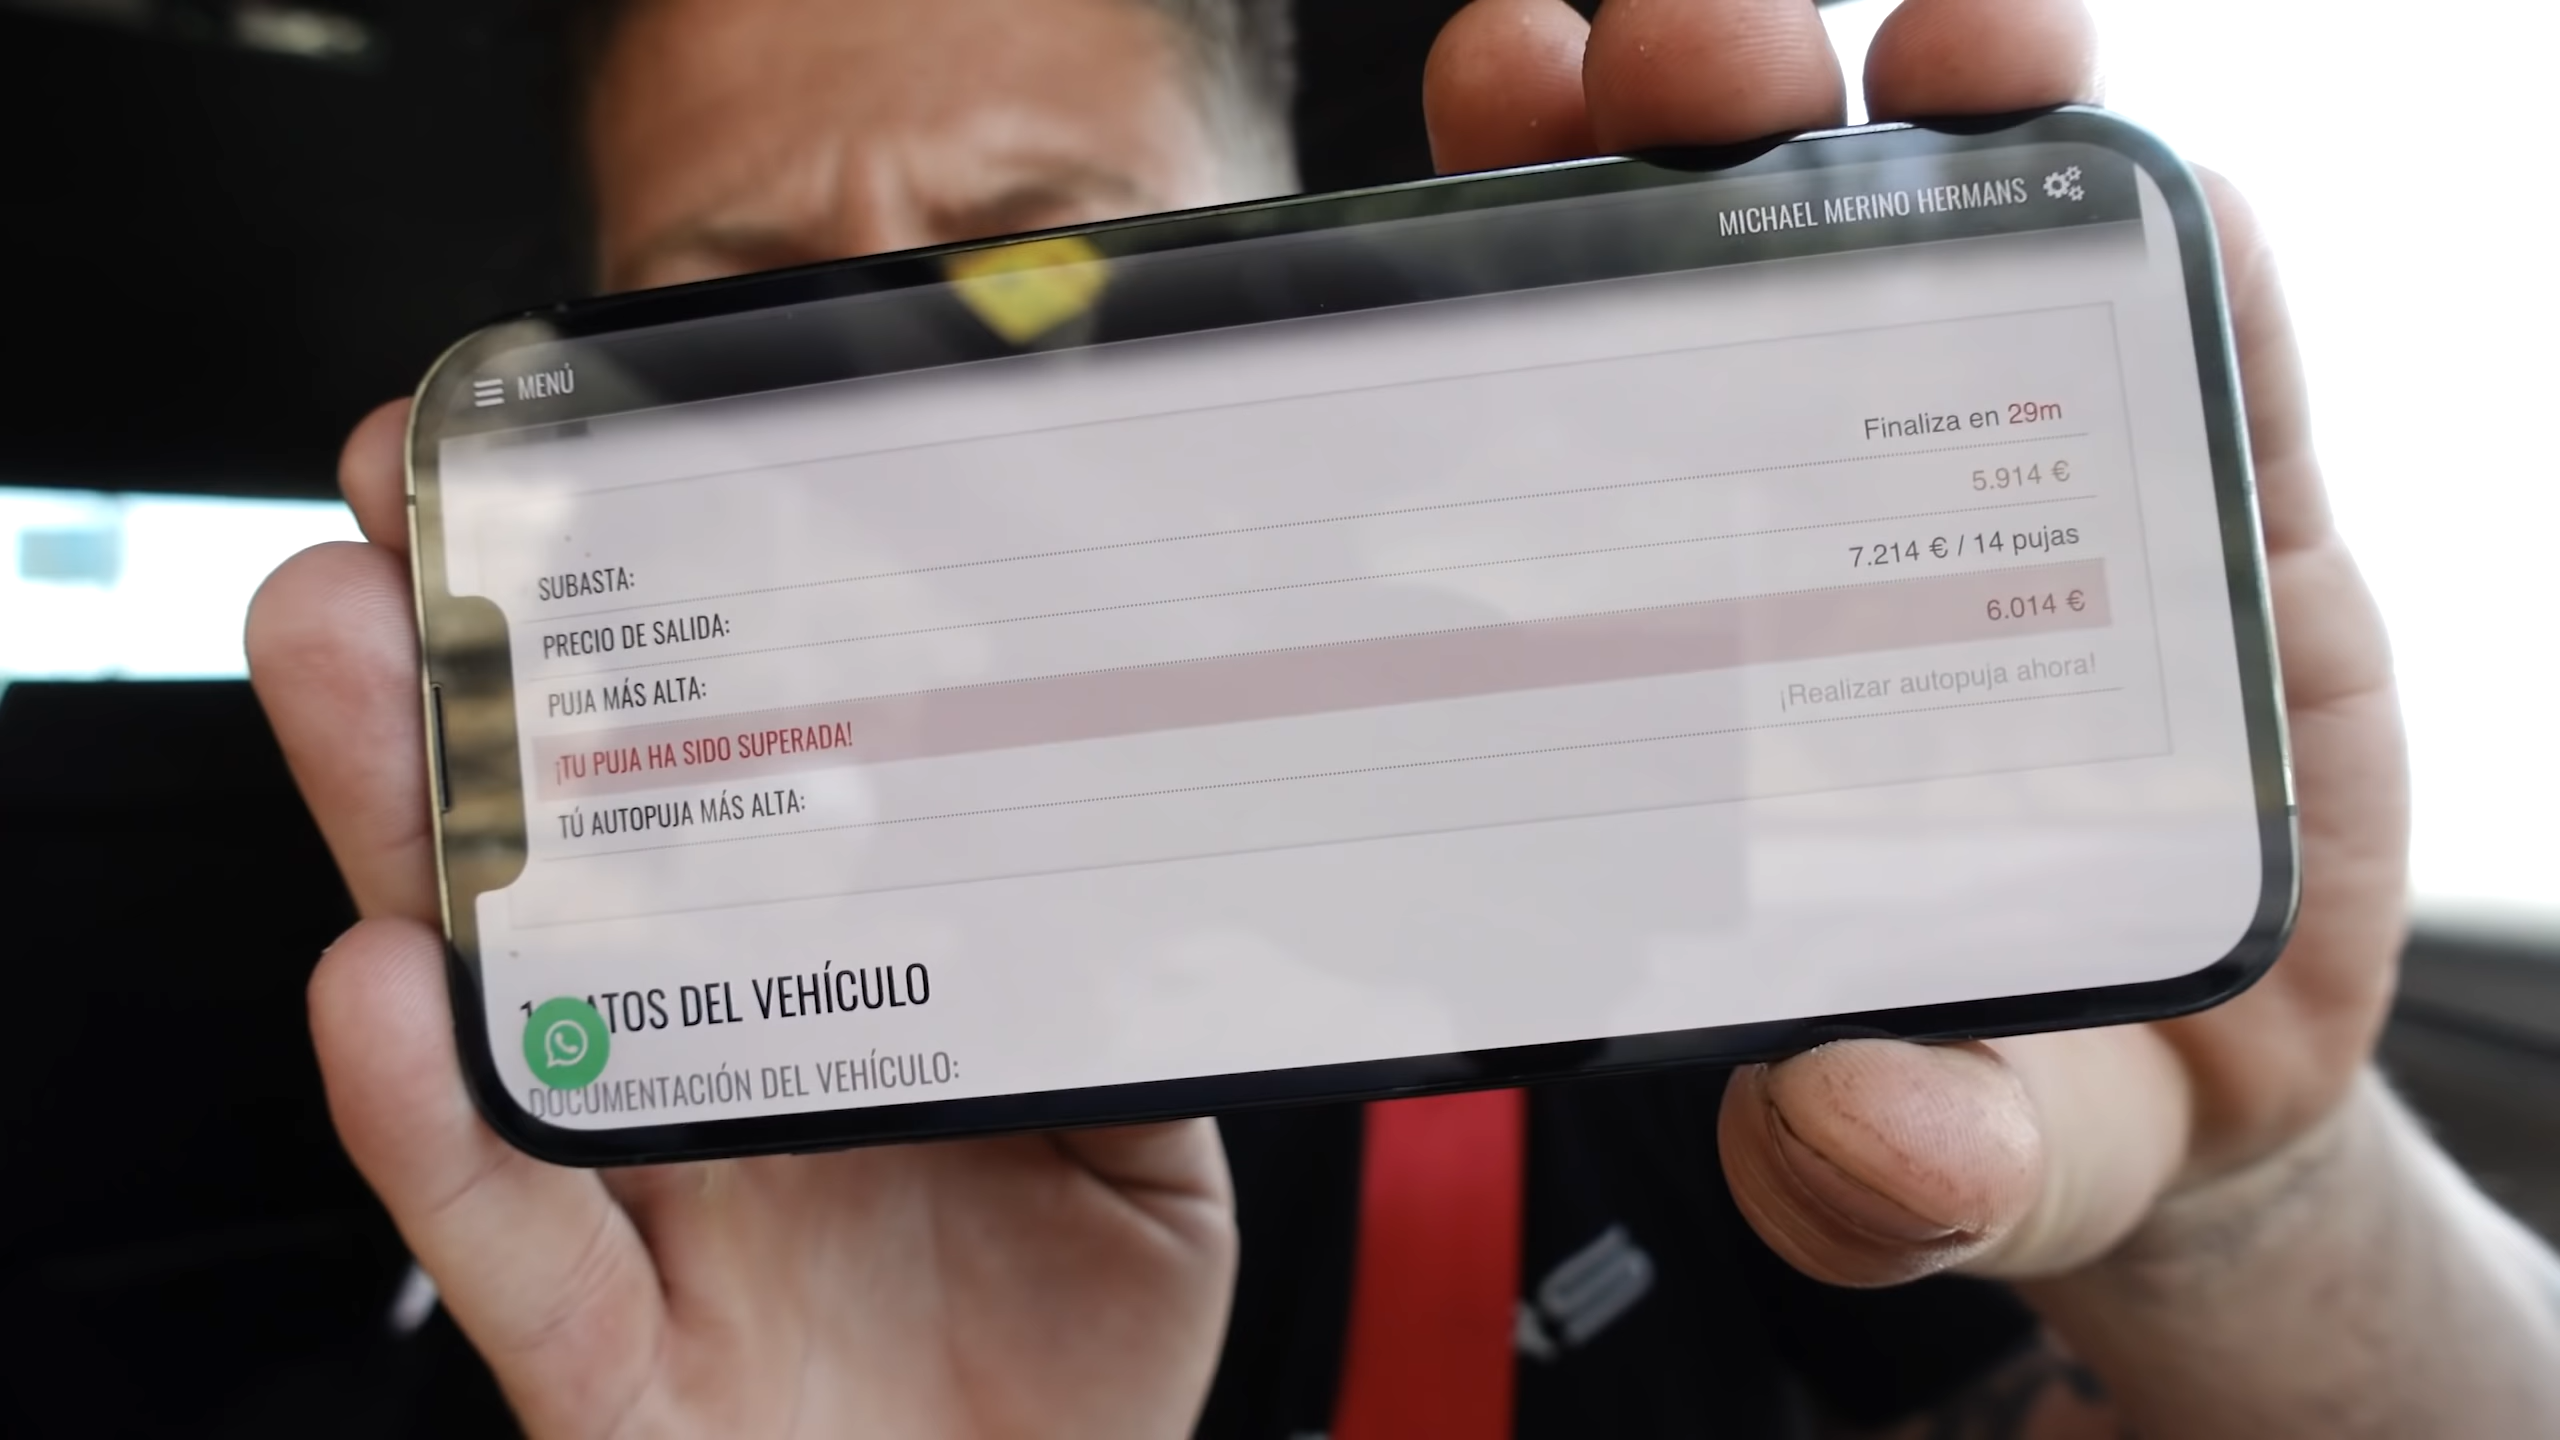 MENÚ
MICHAEL MERINO HERMANS
SUBASTA: Finaliza en 29m
PRECIO DE SALIDA: 5.914 €
PUJA MÁS ALTA: 7.214 € / 14 pujas
¡TU PUJA HA SIDO SUPERADA! 6.014 €
TÚ AUTOPUJA MÁS ALTA: ¡Realizar autopuja ahora!
DEL VEHÍCULO
DOCUMENTACIÓN DEL VEHÍCULO: